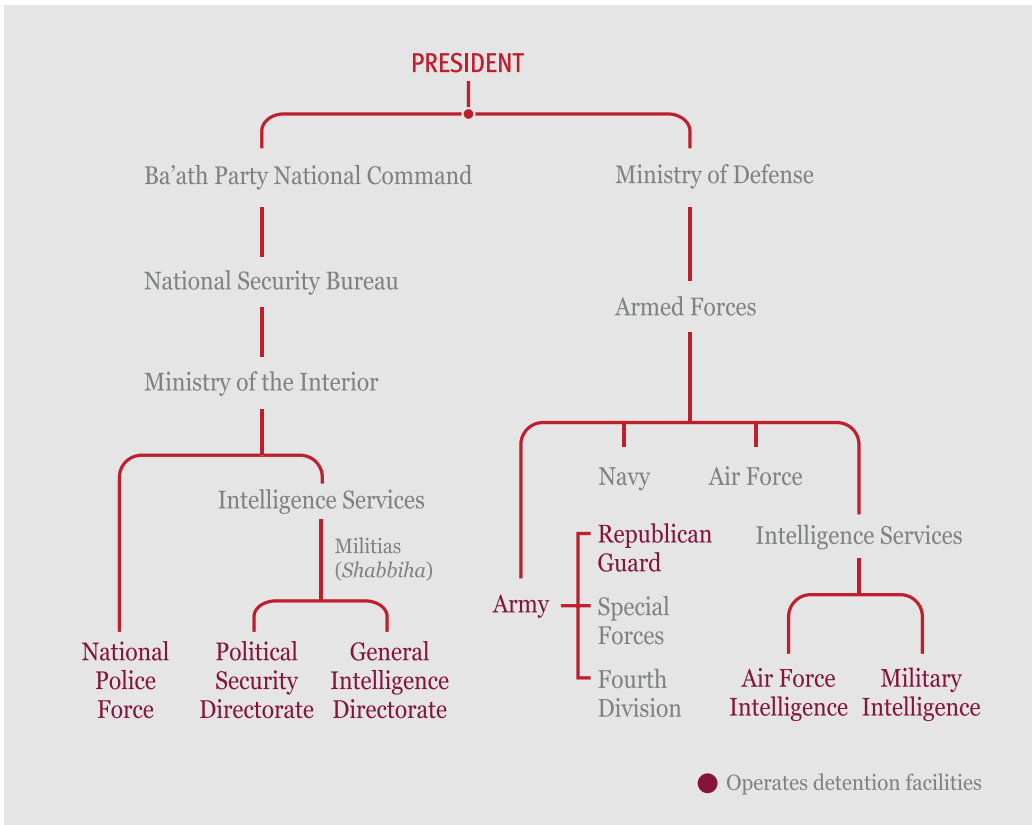 PRESIDENT
Ba’ath Party National Command
Ministry of Defense
National Security Bureau
Armed Forces
Ministry of the Interior
Navy
Air Force
Intelligence Services
Militias
(Shabbiha)
Republican
Guard
Intelligence Services
Army
Special
Forces
National
Police
Force
Political
Security
Directorate
General
Intelligence
Directorate
Fourth
Division
Air Force
Intelligence
Military
Intelligence
Operates detention facilities